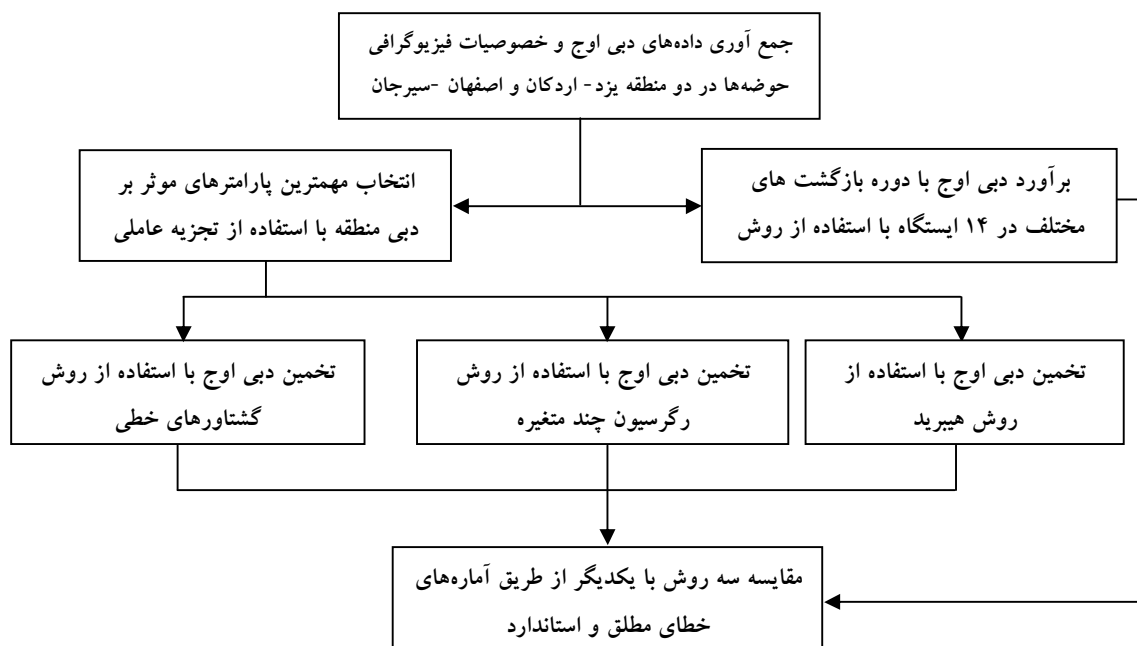 جمع آوری داده‌های دبی اوج و خصوصیات فیزیوگرافی
حوضه‌ها در دو منطقه یزد- اردکان و اصفهان -سیرجان
برآورد دبی اوج با دوره بازگشت های
مختلف در ۱۴ ایستگاه با استفاده از روش
انتخاب مهمترین پارامترهای موثر بر
دبی منطقه با استفاده از تجزیه عاملی
تخمین دبی اوج با استفاده از
روش هیبرید
تخمین دبی اوج با استفاده از روش
رگرسیون چند متغیره
تخمین دبی اوج با استفاده از روش
گشتاورهای خطی
مقایسه سه روش با یکدیگر از طریق آماره‌های
خطای مطلق و استاندارد